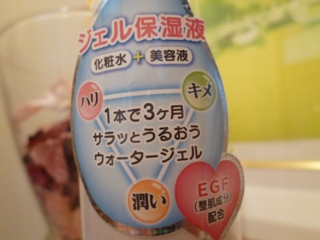 ジェル保湿液
化粧水 + 美容液
ハリ
キメ
1本で3ヶ月
サラッとうるおう
ウォータージェル
潤い
EGF
(整肌成分)
配合